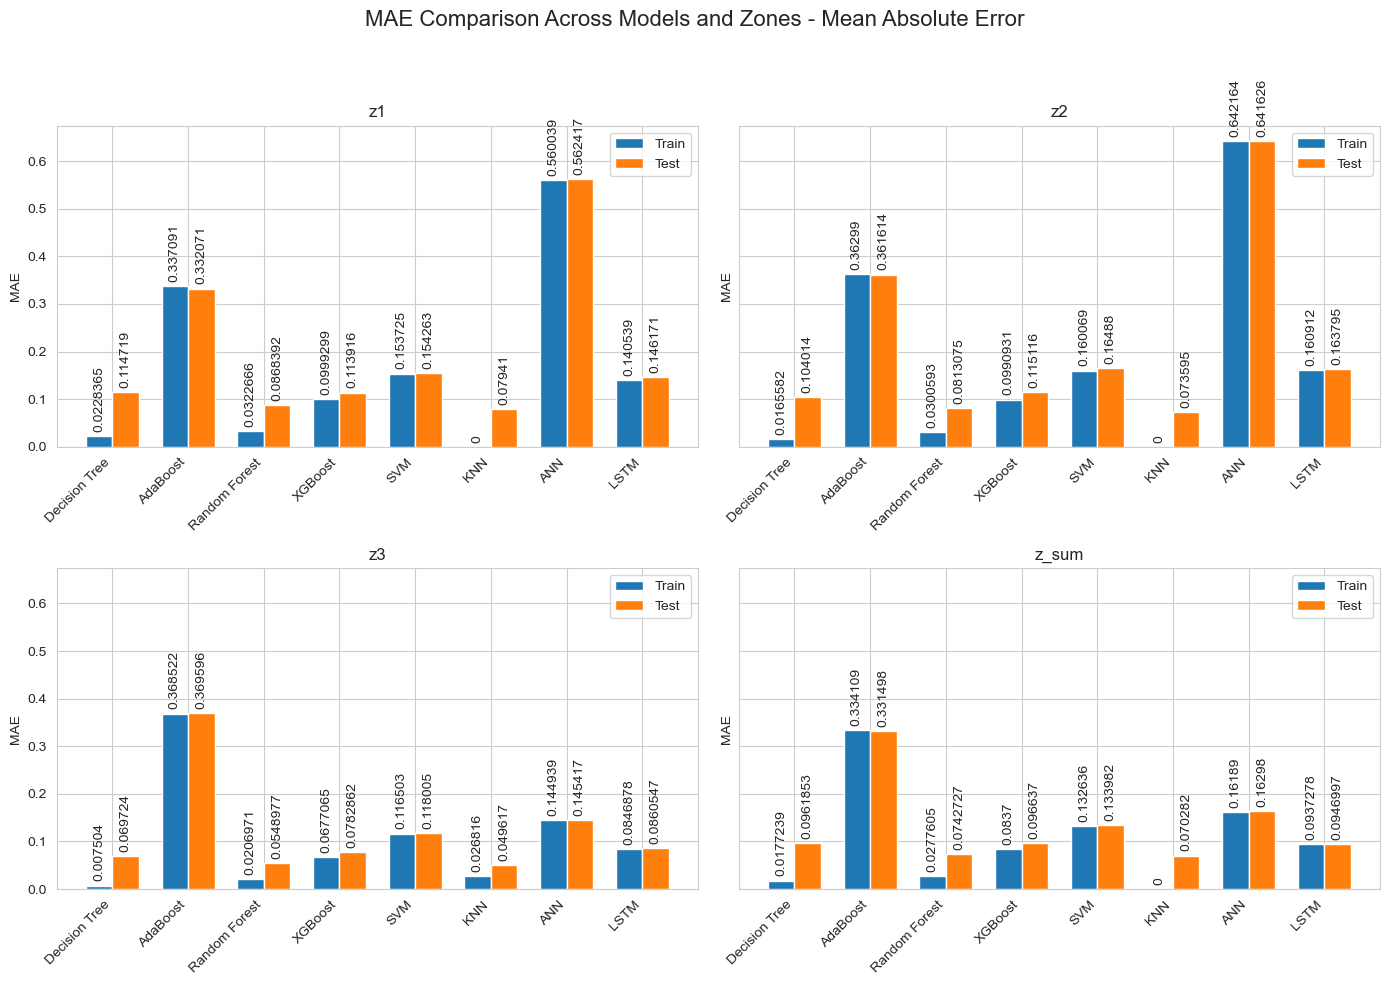 MAE Comparison Across Models and Zones - Mean Absolute Error
z1
MAE
0.6
0.5
0.4
0.3
0.2
0.1
0.0
0.0228365
0.114719
0.337091
0.332071
0.0322666
0.0868392
0.0999299
0.113916
0.153725
0.154263
0
0.07941
0.560039
0.562417
0.140539
0.146171
Train
Test
Decision Tree
AdaBoost
Random Forest
XGBoost
SVM
KNN
ANN
LSTM
z2
MAE
0.0165582
0.104014
0.36299
0.361614
0.0300593
0.0813075
0.0990931
0.115116
0.160069
0.16488
0
0.073595
0.642164
0.641626
0.160912
0.163795
Train
Test
Decision Tree
AdaBoost
Random Forest
XGBoost
SVM
KNN
ANN
LSTM
z3
MAE
0.6
0.5
0.4
0.3
0.2
0.1
0.0
0.007504
0.069724
0.368522
0.369596
0.0206971
0.0548977
0.0677065
0.0782862
0.116503
0.118005
0.026816
0.049617
0.144939
0.145417
0.0846878
0.0860547
Train
Test
Decision Tree
AdaBoost
Random Forest
XGBoost
SVM
KNN
ANN
LSTM
z_sum
MAE
0.0177239
0.0961853
0.334109
0.331498
0.0277605
0.0742727
0.0837
0.096637
0.132636
0.133982
0
0.070282
0.16189
0.16298
0.0937278
0.0946997
Train
Test
Decision Tree
AdaBoost
Random Forest
XGBoost
SVM
KNN
ANN
LSTM